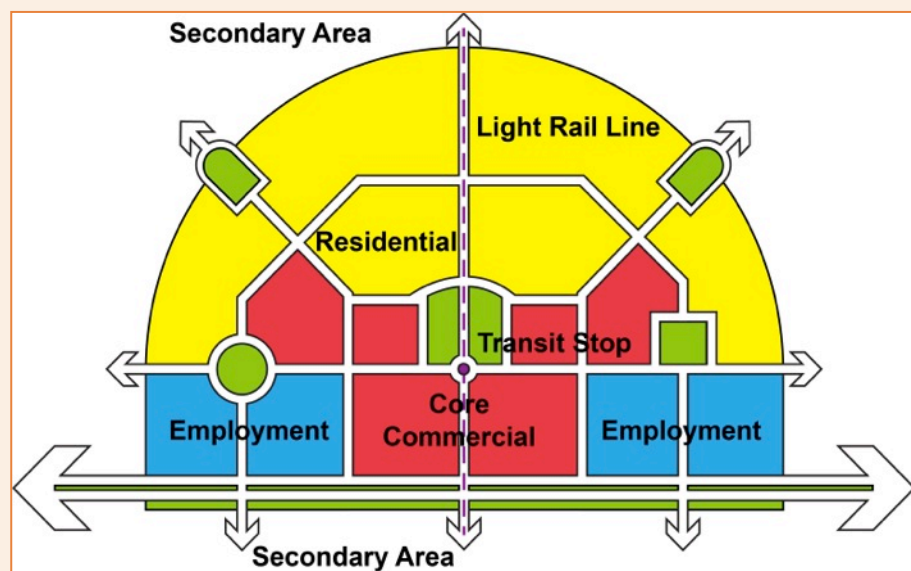 Secondary Area
Light Rail Line
Residential
Transit Stop
Core
Commercial
Employment
Employment
Secondary Area